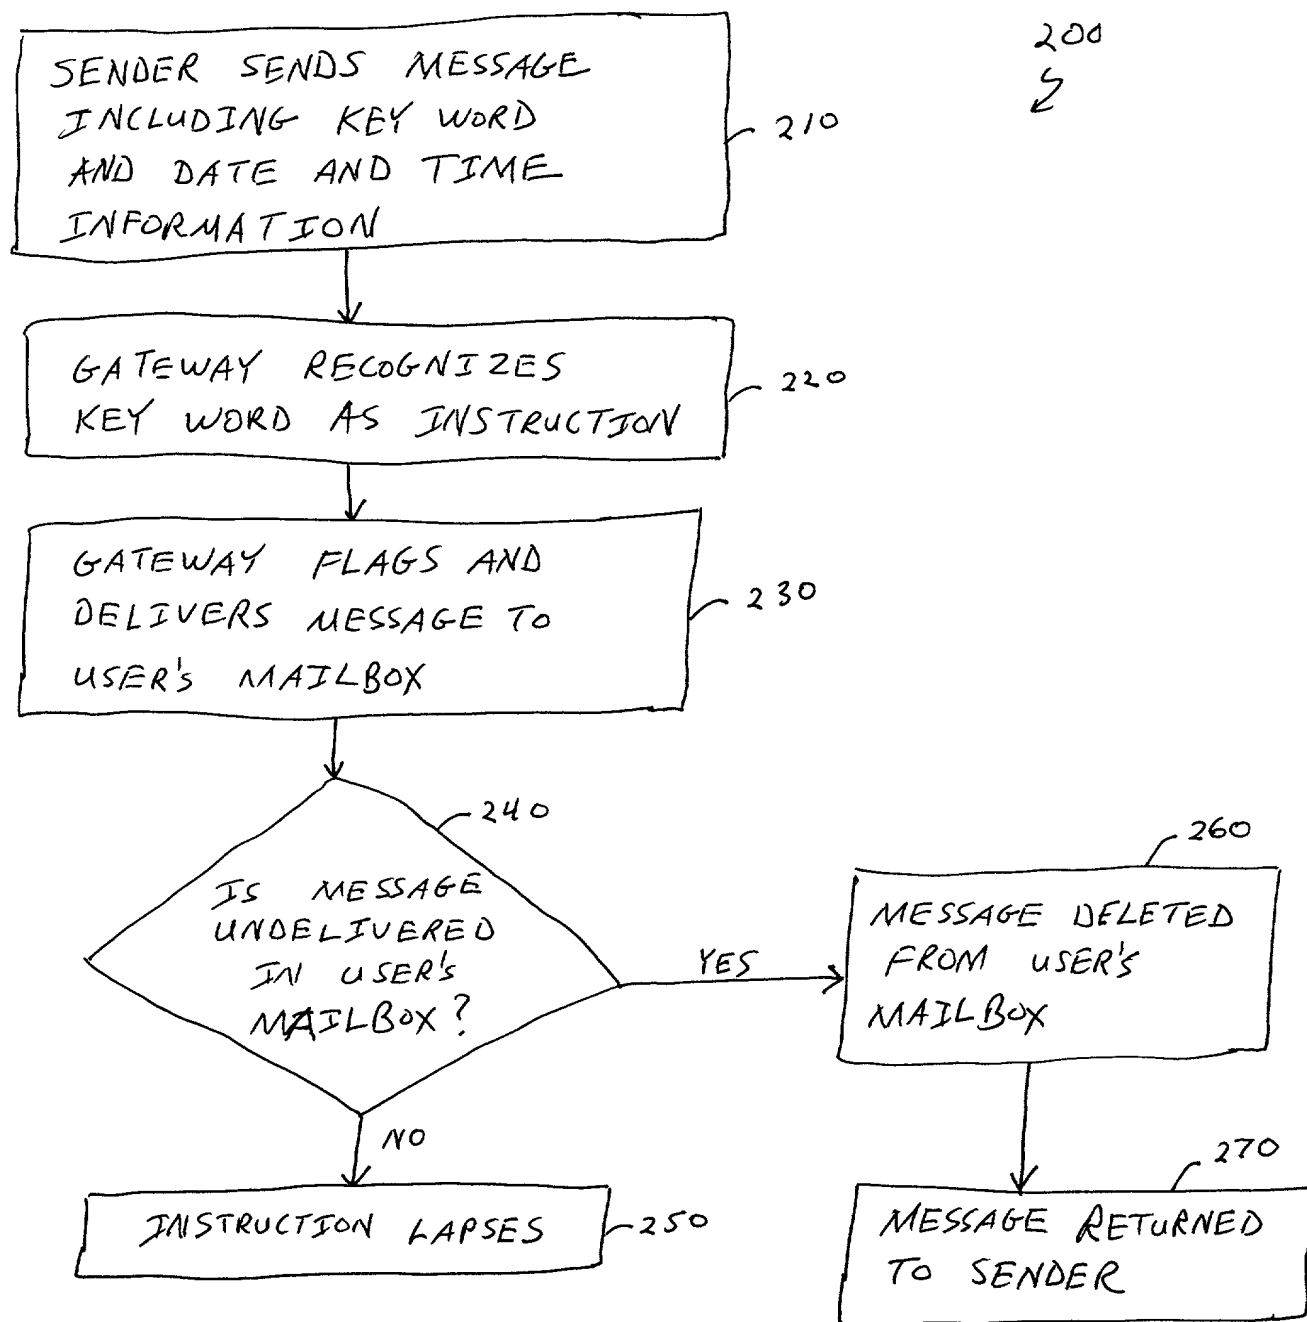 200
SENDER SENDS MESSAGE
INCLUDING KEY WORD
AND DATE AND TIME
INFORMATION
210
GATEWAY RECOGNIZES
KEY WORD AS INSTRUCTION
220
GATEWAY FLAGS AND
DELIVERS MESSAGE TO
USER'S MAILBOX
230
240
IS MESSAGE
UNDELIVERED
IN USER'S
MAILBOX?
YES
NO
260
MESSAGE DELETED
FROM USER'S
MAILBOX
INSTRUCTION LAPSES
250
270
MESSAGE RETURNED
TO SENDER